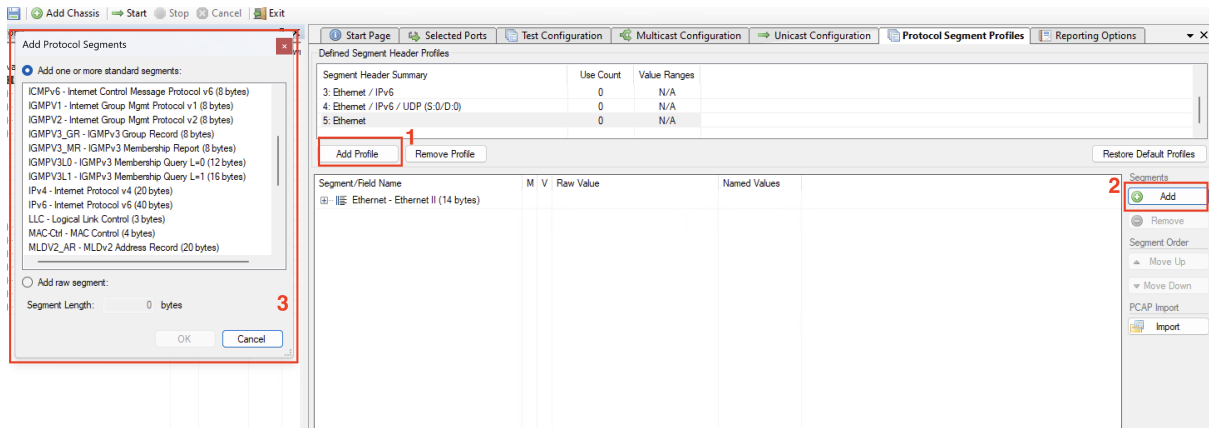 Add Chassis Start Stop Cancel Exit
Start Page Selected Ports Test Configuration Multicast Configuration Unicast Configuration Protocol Segment Profiles Reporting Options
Add Protocol Segments
Add one or more standard segments:
ICMPv6 - Internet Control Message Protocol v6 (8 bytes)
IGMPV1 - Internet Group Mgmt Protocol v1 (8 bytes)
IGMPV2 - Internet Group Mgmt Protocol v2 (8 bytes)
IGMPV3_GR - IGMPv3 Group Record (8 bytes)
IGMPV3_MR - IGMPv3 Membership Report (8 bytes)
IGMPV3L0 - IGMPv3 Membership Query L=0 (12 bytes)
IGMPV3L1 - IGMPv3 Membership Query L=1 (16 bytes)
IPv4 - Internet Protocol v4 (20 bytes)
IPv6 - Internet Protocol v6 (40 bytes)
LLC - Logical Link Control (3 bytes)
MAC-Ctrl - MAC Control (4 bytes)
MLDV2_AR - MLDv2 Address Record (20 bytes)
Add raw segment:
Segment Length: 0 bytes
3
OK Cancel
Defined Segment Header Profiles
Segment Header Summary Use Count Value Ranges
3: Ethernet / IPv6 0 N/A
4: Ethernet / IPv6 / UDP (S:0/D:0) 0 N/A
5: Ethernet 0 N/A
1
Add Profile Remove Profile Restore Default Profiles
Segment/Field Name M V Raw Value Named Values
Ethernet - Ethernet II (14 bytes)
Segments
2
Add
Remove
Segment Order
Move Up
Move Down
PCAP Import
Import